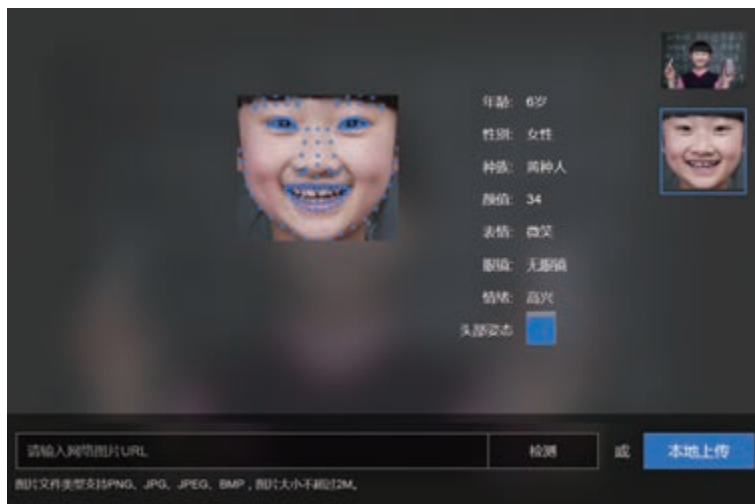 年龄: 6岁
性别: 女性
种族: 黄种人
颜值: 34
表情: 微笑
眼镜: 无眼镜
情绪: 高兴
头部姿态
请输入网络图片URL
检测
或
本地上传
图片文件类型支持PNG、JPG、JPEG、BMP，图片大小不超过2M。